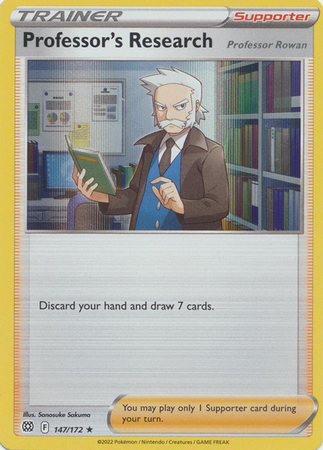 TRAINER
Supporter
Professor's Research
Professor Rowan
Discard your hand and draw 7 cards.
Illus. Sanosuke Sakuma
F
147/172 ★
You may play only 1 Supporter card during
your turn.
©2022 Pokémon / Nintendo / Creatures / GAME FREAK